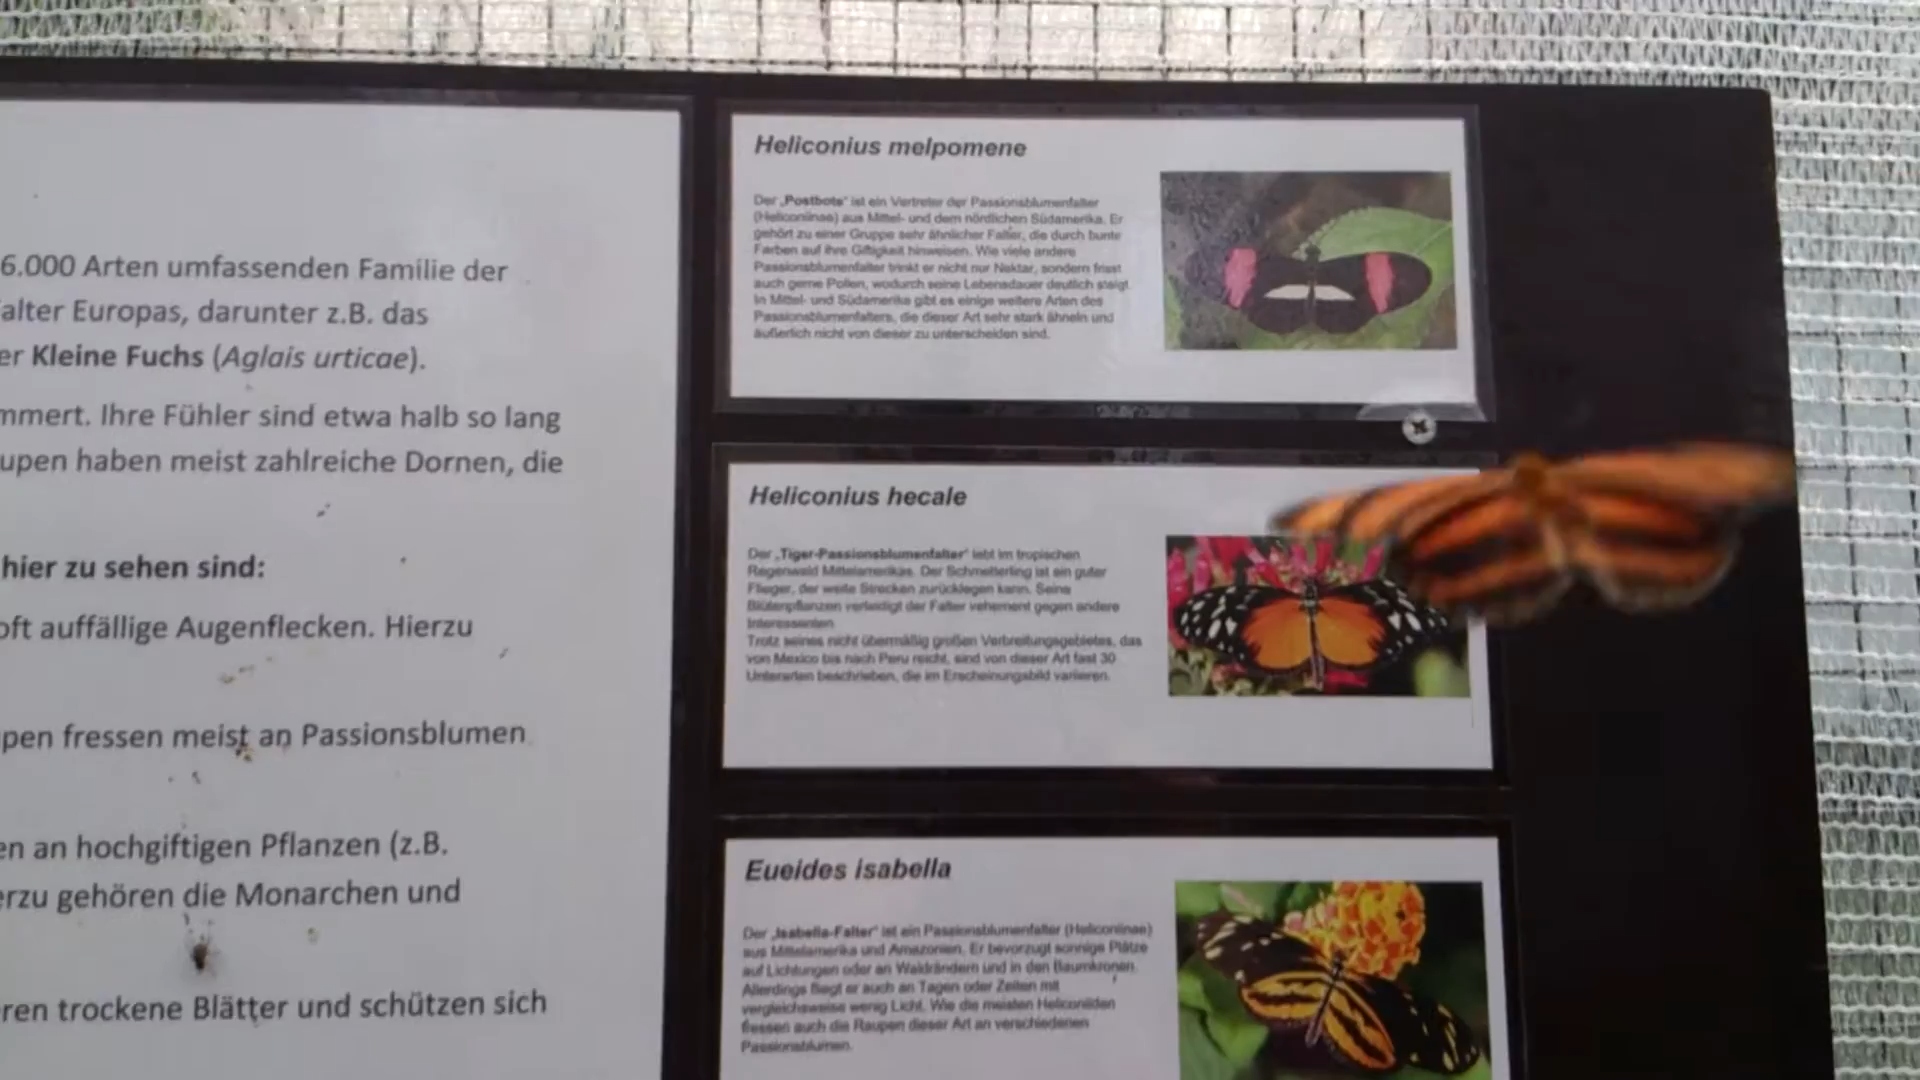 6.000 Arten umfassenden Familie der
alter Europas, darunter z.B. das
er Kleine Fuchs (Aglais urticae).
mmert. Ihre Fühler sind etwa halb so lang
upen haben meist zahlreiche Dornen, die
hier zu sehen sind:
oft auffällige Augenflecken. Hierzu
pen fressen meist an Passionsblumen
en an hochgiftigen Pflanzen (z.B.
erzu gehören die Monarchen und
ren trockene Blätter und schützen sich
Heliconius melpomene
Der „Postbote“ ist ein Vertreter der Passionsblumenfalter
(Heliconiinae) aus Mittel- und dem nördlichen Südamerika. Er
gehört zu einer Gruppe sehr ähnlicher Falter, die durch bunte
Farben auf ihre Giftigkeit hinweisen. Wie viele andere
Passionsblumenfalter trinkt er nicht nur Nektar, sondern frisst
auch gerne Pollen, wodurch seine Lebensdauer deutlich steigt.
In Mittel- und Südamerika gibt es einige weitere Arten des
Passionsblumenfalters, die dieser Art sehr stark ähneln und
äußerlich nicht von dieser zu unterscheiden sind.
Heliconius hecale
Der „Tiger-Passionsblumenfalter“ lebt im tropischen
Regenwald Mittelamerikas. Der Schmetterling ist ein guter
Flieger, der weite Strecken zurücklegen kann. Seine
Blütenpflanzen verteidigt der Falter vehement gegen andere
Interessenten.
Trotz seines nicht übermäßig großen Verbreitungsgebietes, das
von Mexico bis nach Peru reicht, sind von dieser Art fast 30
Unterarten beschrieben, die im Erscheinungsbild variieren.
Eueides isabella
Der „Isabella-Falter“ ist ein Passionsblumenfalter (Heliconiinae)
aus Mittelamerika und Amazonien. Er bevorzugt sonnige Plätze
auf Lichtungen oder an Waldrändern und in den Baumkronen.
Allerdings fliegt er auch an Tagen oder Zeiten mit
vergleichsweise wenig Licht. Wie die meisten Heliconiiden
fressen auch die Raupen dieser Art an verschiedenen
Passionsblumen.